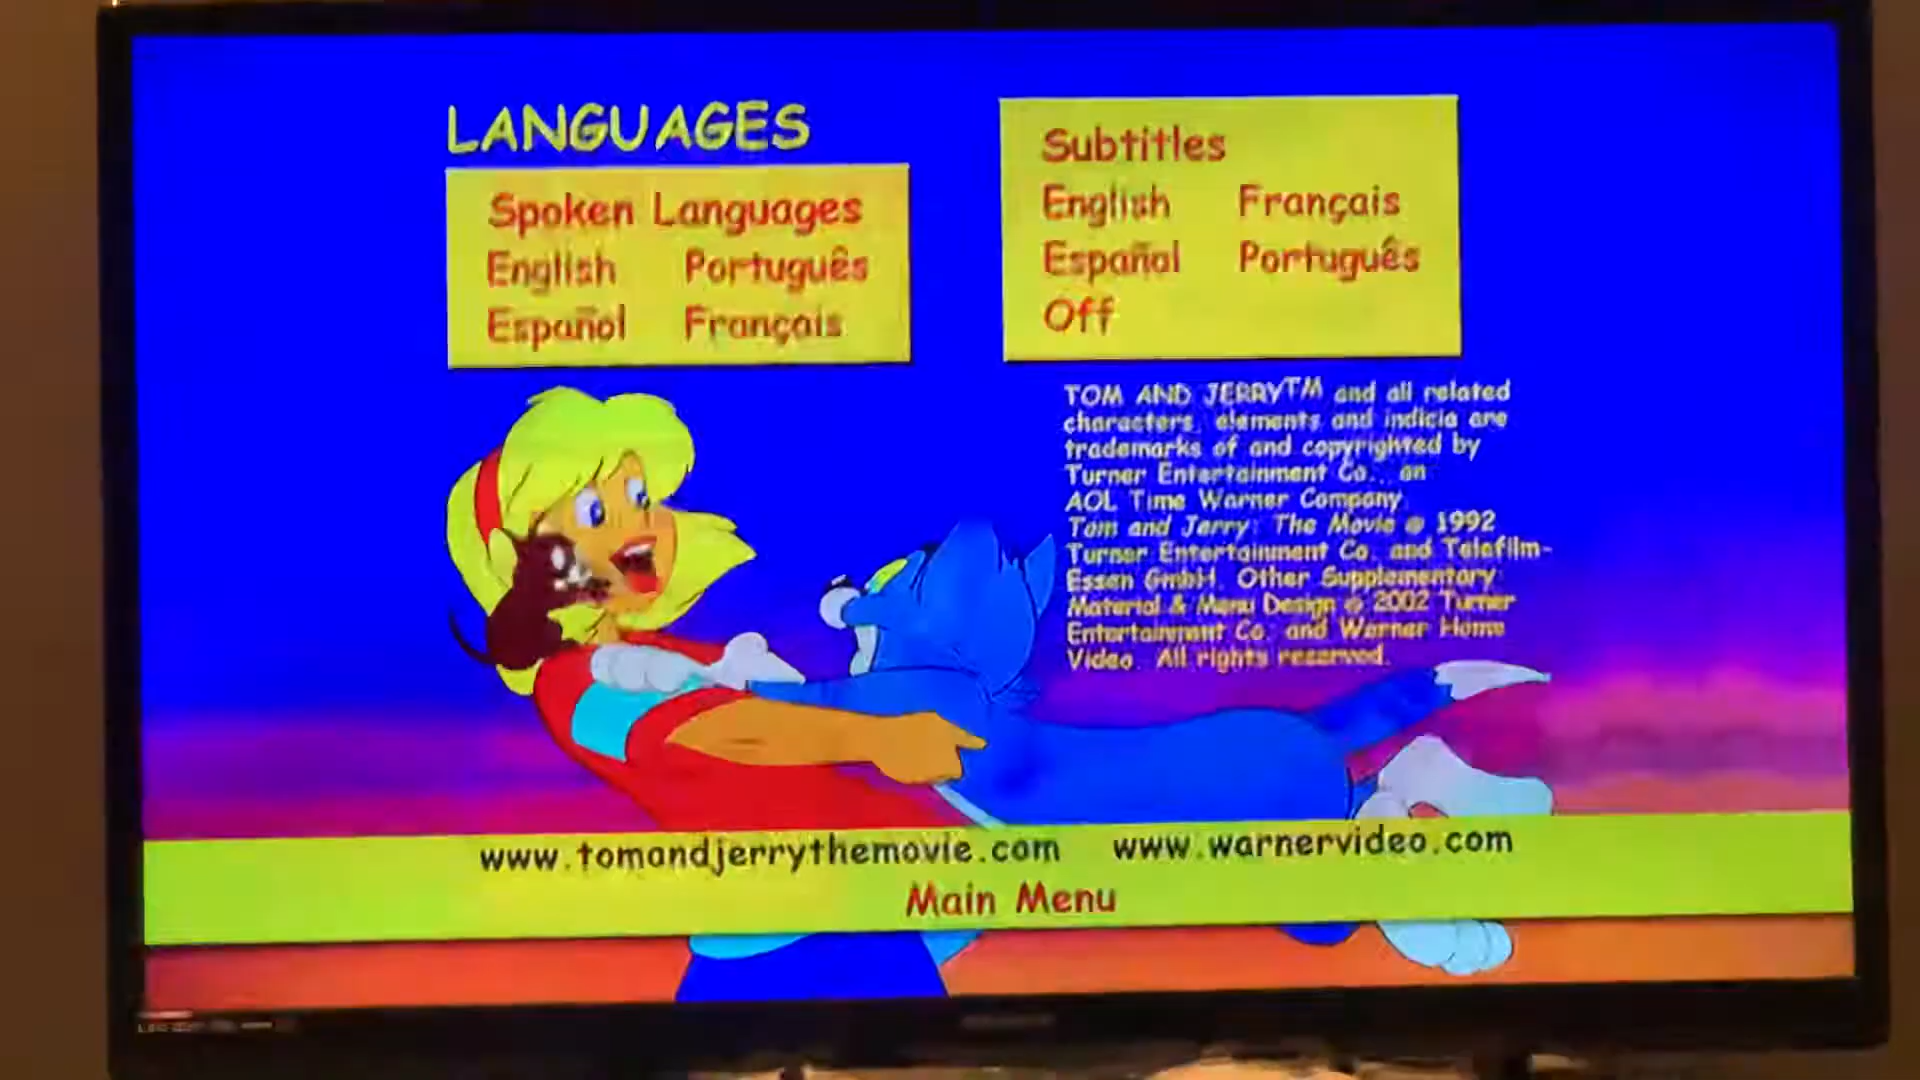 LANGUAGES
Spoken Languages
English Português
Español Français
Subtitles
English Français
Español Português
Off
TOM AND JERRY™ and all related
characters, elements and indicia are
trademarks of and copyrighted by
Turner Entertainment Co., an
AOL Time Warner Company.
Tom and Jerry: The Movie © 1992
Turner Entertainment Co. and Telefilm-
Essen GmbH. Other Supplementary
Material & Menu Design © 2002 Turner
Entertainment Co. and Warner Home
Video. All rights reserved.
www.tomandjerrythemovie.com www.warnervideo.com
Main Menu